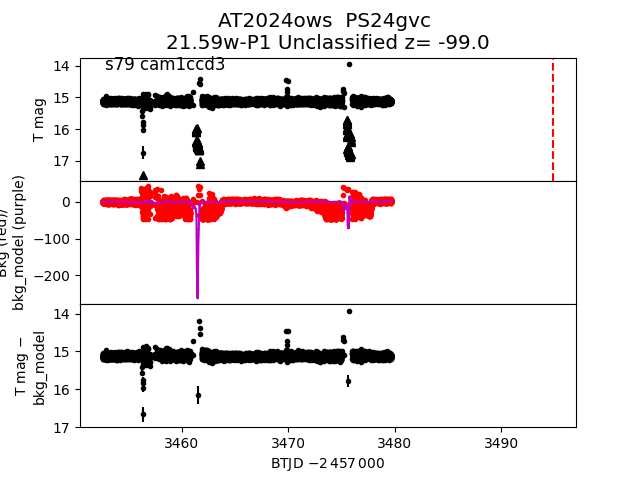 AT2024ows PS24gvc
21.59w-P1 Unclassified z= -99.0
s79 cam1ccd3
14
15
16
17
T mag
0
−100
−200
Bkg (red)/
bkg_model (purple)
14
15
16
17
T mag −
bkg_model
3460 3470 3480 3490
BTJD −2 457 000